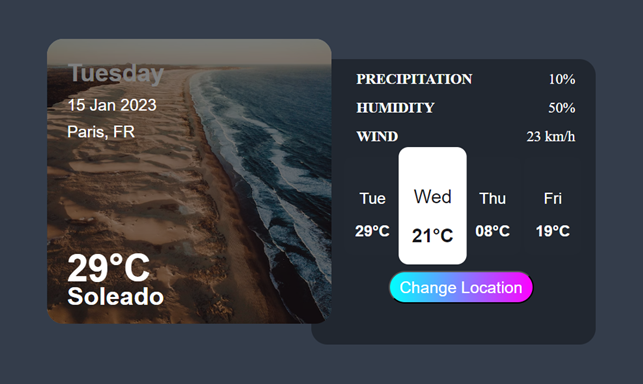 Tuesday
15 Jan 2023
Paris, FR
29°C
Soleado
PRECIPITATION 10%
HUMIDITY 50%
WIND 23 km/h
Tue Wed Thu Fri
29°C 21°C 08°C 19°C
Change Location